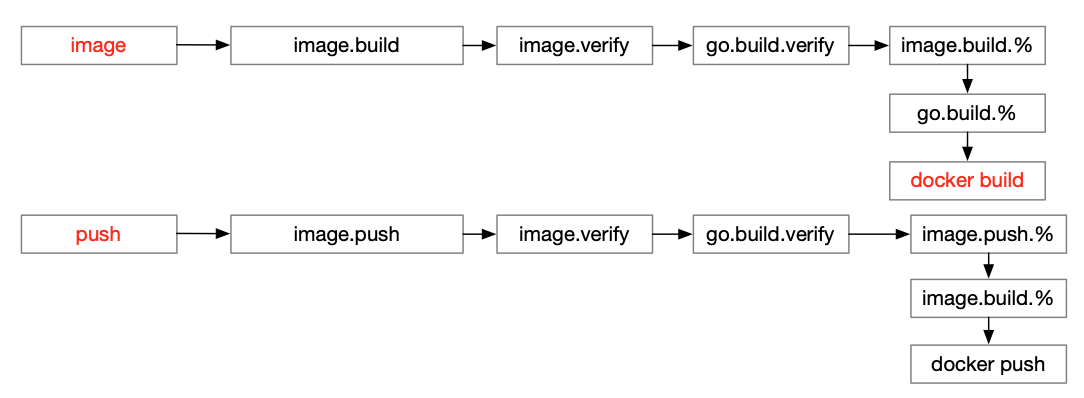 image
image.build
image.verify
go.build.verify
image.build.%
go.build.%
docker build
push
image.push
image.verify
go.build.verify
image.push.%
image.build.%
docker push